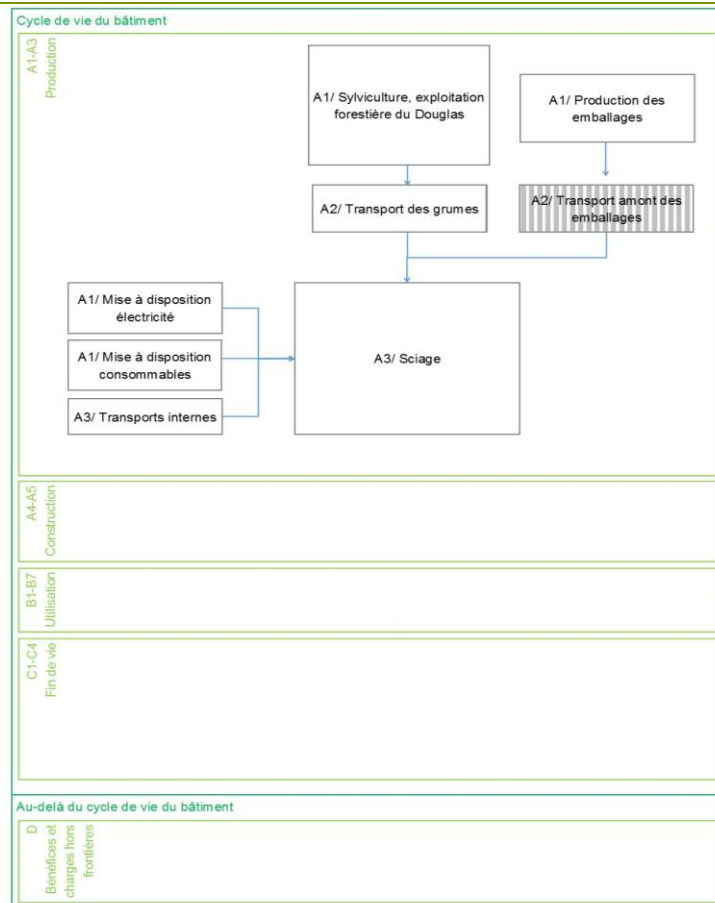 Cycle de vie du bâtiment
A1-A3
Production
A1/ Sylviculture, exploitation
forestière du Douglas
A1/ Production des
emballages
A2/ Transport des grumes
A2/ Transport amont des
emballages
A1/ Mise à disposition
électricité
A1/ Mise à disposition
consommables
A3/ Transports internes
A3/ Sciage
A4-A5
Construction
B1-B7
Utilisation
C1-C4
Fin de vie
Au-delà du cycle de vie du bâtiment
D
Bénéfices et
charges hors
frontières